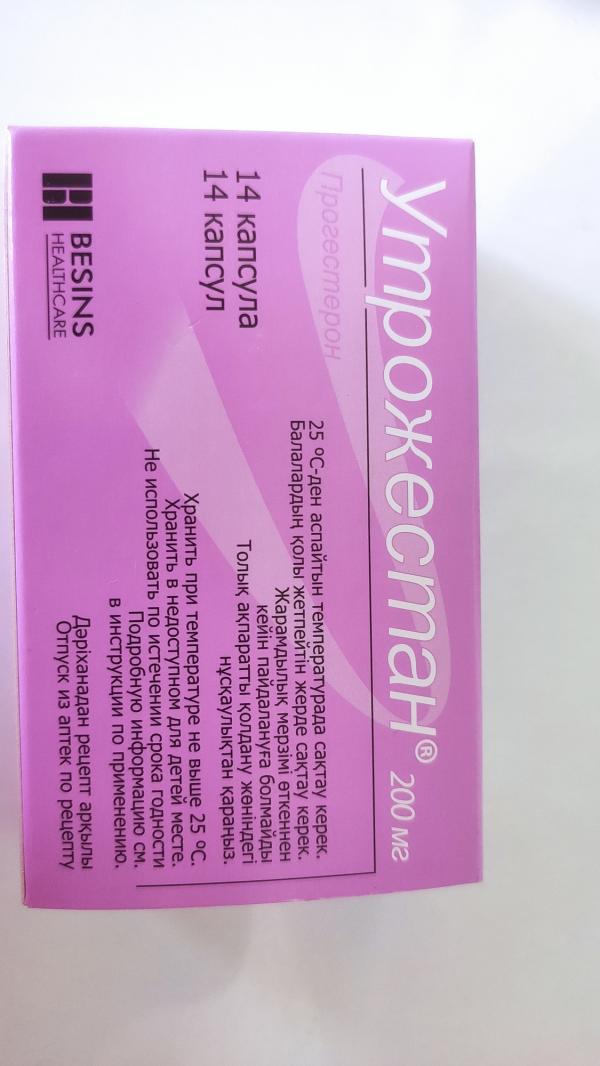 Утрожестан® 200 мг
Прогестерон
14 капсула
14 капсул
25 ºС-ден аспайтын температурада сақтау керек.
Балалардың қолы жетпейтін жерде сақтау керек.
Жарамдылық мерзімі өткеннен
кейін пайдалануға болмайды
Толық ақпаратты қолдану жөніндегі
нұсқаулықтан қараңыз.
Хранить при температуре не выше 25 ºС.
Хранить в недоступном для детей месте.
Не использовать по истечении срока годности
Подробную информацию см.
в инструкции по применению.
Дәріханадан рецепт арқылы
Отпуск из аптек по рецепту
BESINS
HEALTHCARE